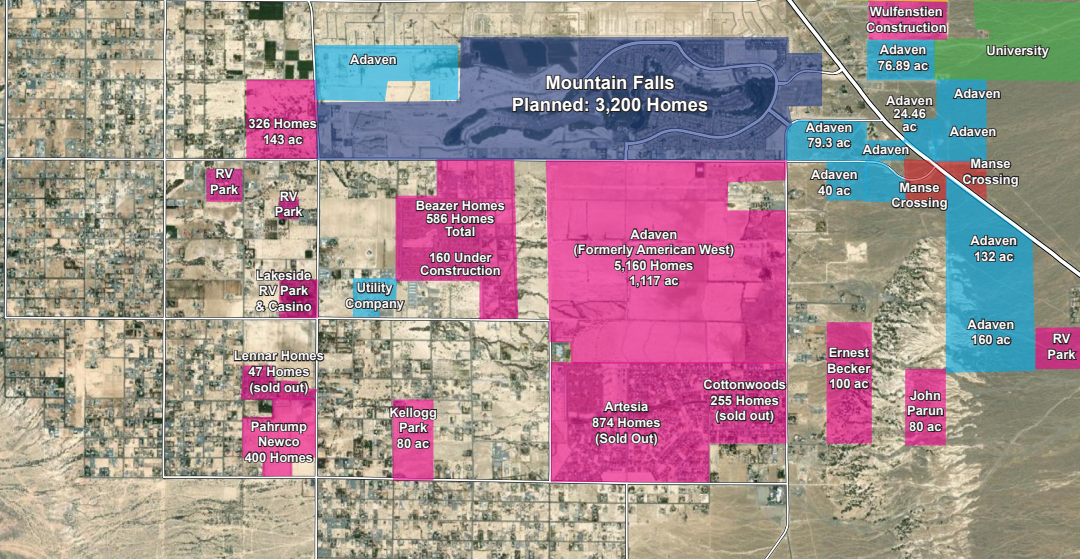 Wulfenstien
Construction
Adaven
76.89 ac
University
Adaven
Mountain Falls
Planned: 3,200 Homes
Adaven
Adaven
24.46
ac
Adaven
326 Homes
143 ac
Adaven
79.3 ac
Adaven
Manse
Crossing
RV
Park
RV
Park
Adaven
40 ac
Manse
Crossing
Beazer Homes
586 Homes
Total
160 Under
Construction
Adaven
(Formerly American West)
5,160 Homes
1,117 ac
Adaven
132 ac
Lakeside
RV Park
& Casino
Utility
Company
Adaven
160 ac
RV
Park
Lennar Homes
47 Homes
(sold out)
Ernest
Becker
100 ac
Cottonwoods
255 Homes
(sold out)
John
Parun
80 ac
Artesia
874 Homes
(Sold Out)
Kellogg
Park
80 ac
Pahrump
Newco
400 Homes